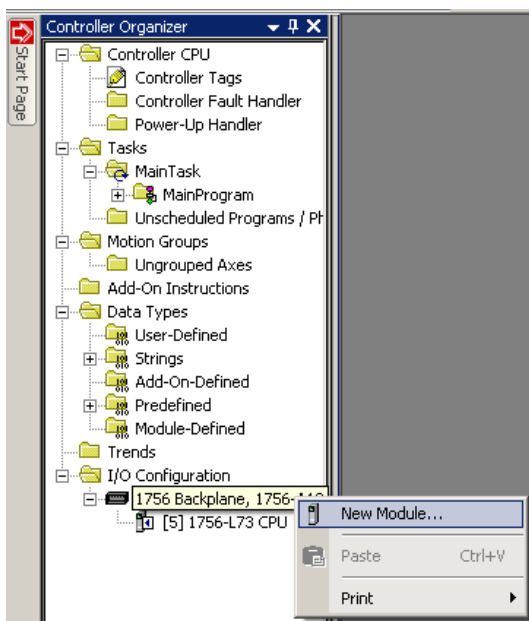 Controller Organizer
Start Page
Controller CPU
Controller Tags
Controller Fault Handler
Power-Up Handler
Tasks
MainTask
MainProgram
Unscheduled Programs / Ph
Motion Groups
Ungrouped Axes
Add-On Instructions
Data Types
User-Defined
Strings
Add-On-Defined
Predefined
Module-Defined
Trends
I/O Configuration
1756 Backplane, 1756-
[5] 1756-L73 CPU
New Module...
Paste Ctrl+V
Print